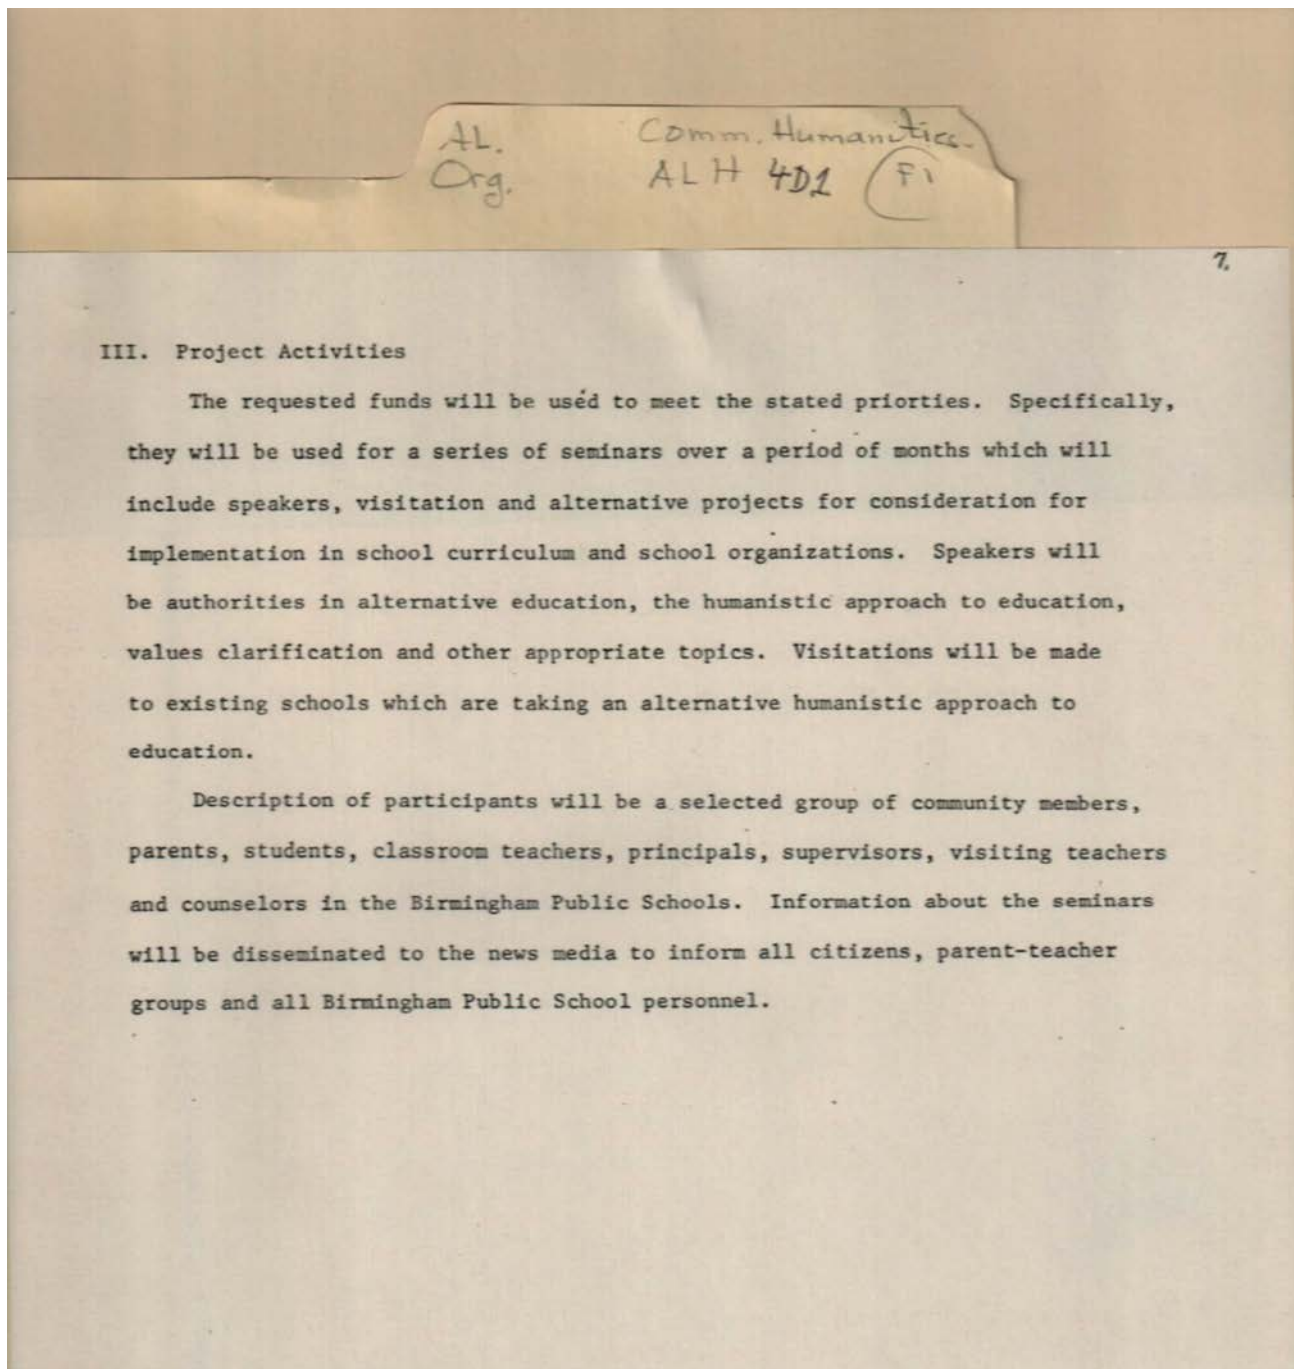 AL. Comm. Humanities.
Org. ALH 4D1 F1
7.
III. Project Activities
The requested funds will be used to meet the stated priorties. Specifically,
they will be used for a series of seminars over a period of months which will
include speakers, visitation and alternative projects for consideration for
implementation in school curriculum and school organizations. Speakers will
be authorities in alternative education, the humanistic approach to education,
values clarification and other appropriate topics. Visitations will be made
to existing schools which are taking an alternative humanistic approach to
education.
Description of participants will be a selected group of community members,
parents, students, classroom teachers, principals, supervisors, visiting teachers
and counselors in the Birmingham Public Schools. Information about the seminars
will be disseminated to the news media to inform all citizens, parent-teacher
groups and all Birmingham Public School personnel.